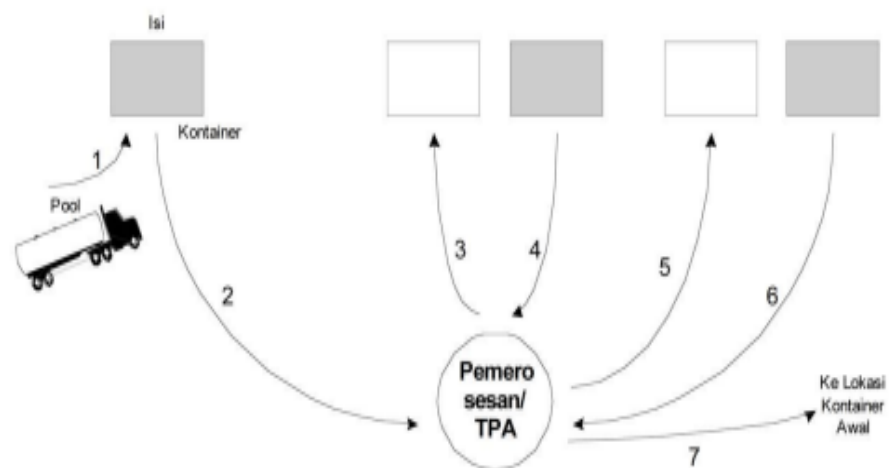 Isi
Kontainer
1
Pool
2
3
4
5
6
Pemero
sesan/
TPA
Ke Lokasi
Kontainer
Awal
7